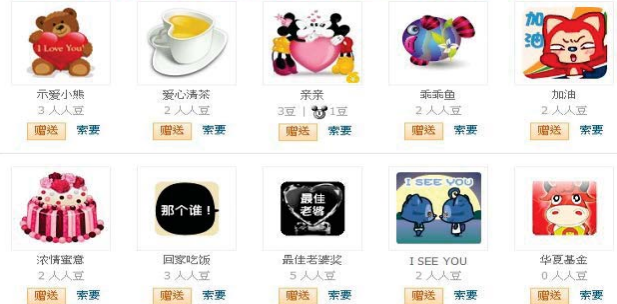 I Love You!
加油
示爱小熊
爱心清茶
亲亲
乖乖鱼
加油
3 人人豆
2 人人豆
3豆 | 1豆
2 人人豆
2 人人豆
赠送 索要
赠送 索要
赠送 索要
赠送 索要
赠送 索要
那个谁!
最佳
老婆
I SEE YOU
浓情蜜意
回家吃饭
最佳老婆奖
I SEE YOU
华夏基金
2 人人豆
3 人人豆
5 人人豆
2 人人豆
0 人人豆
赠送 索要
赠送 索要
赠送 索要
赠送 索要
赠送 索要